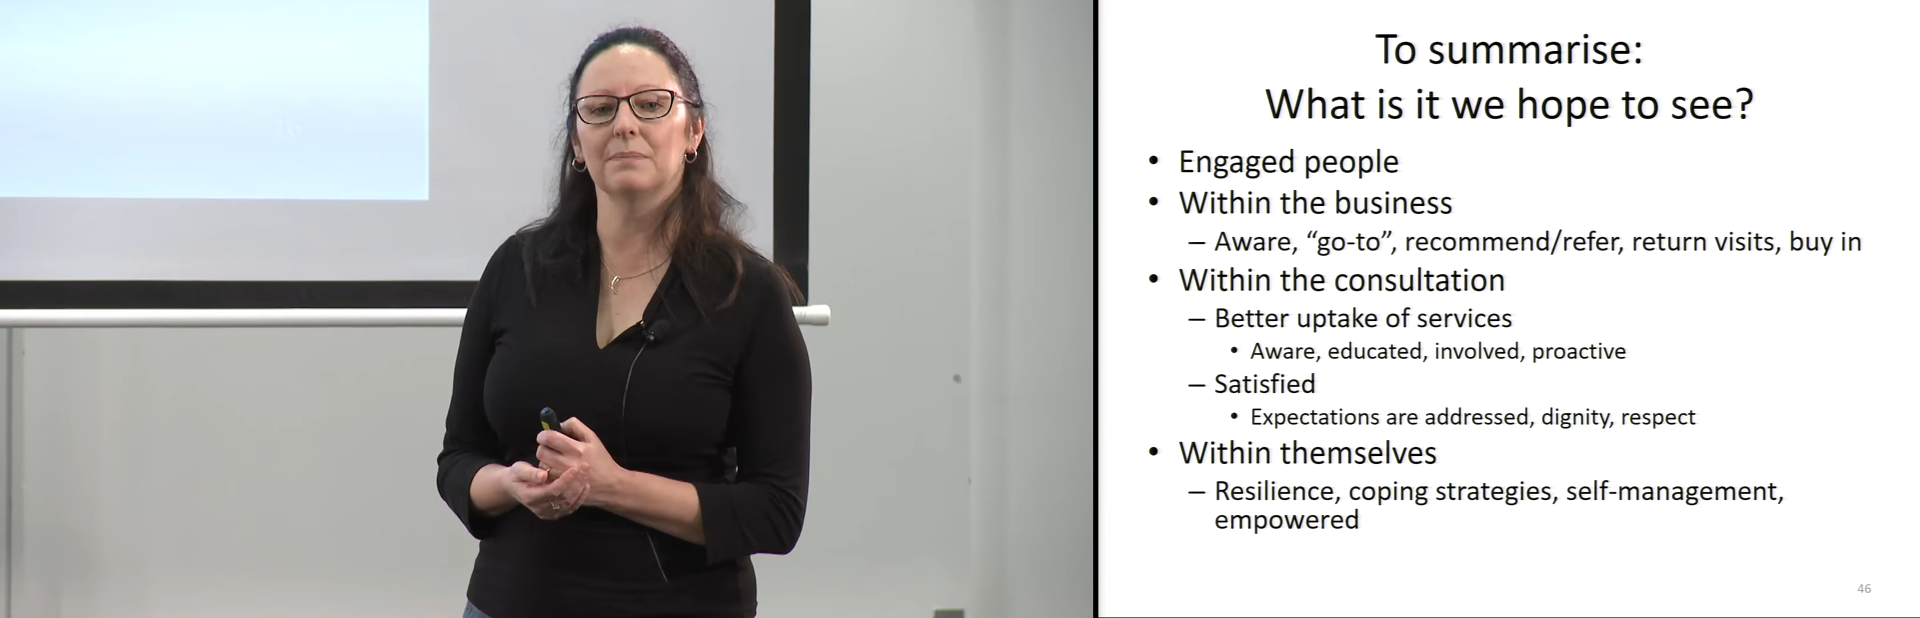 To summarise:
What is it we hope to see?
• Engaged people
• Within the business
– Aware, “go-to”, recommend/refer, return visits, buy in
• Within the consultation
– Better uptake of services
• Aware, educated, involved, proactive
– Satisfied
• Expectations are addressed, dignity, respect
• Within themselves
– Resilience, coping strategies, self-management,
empowered
46